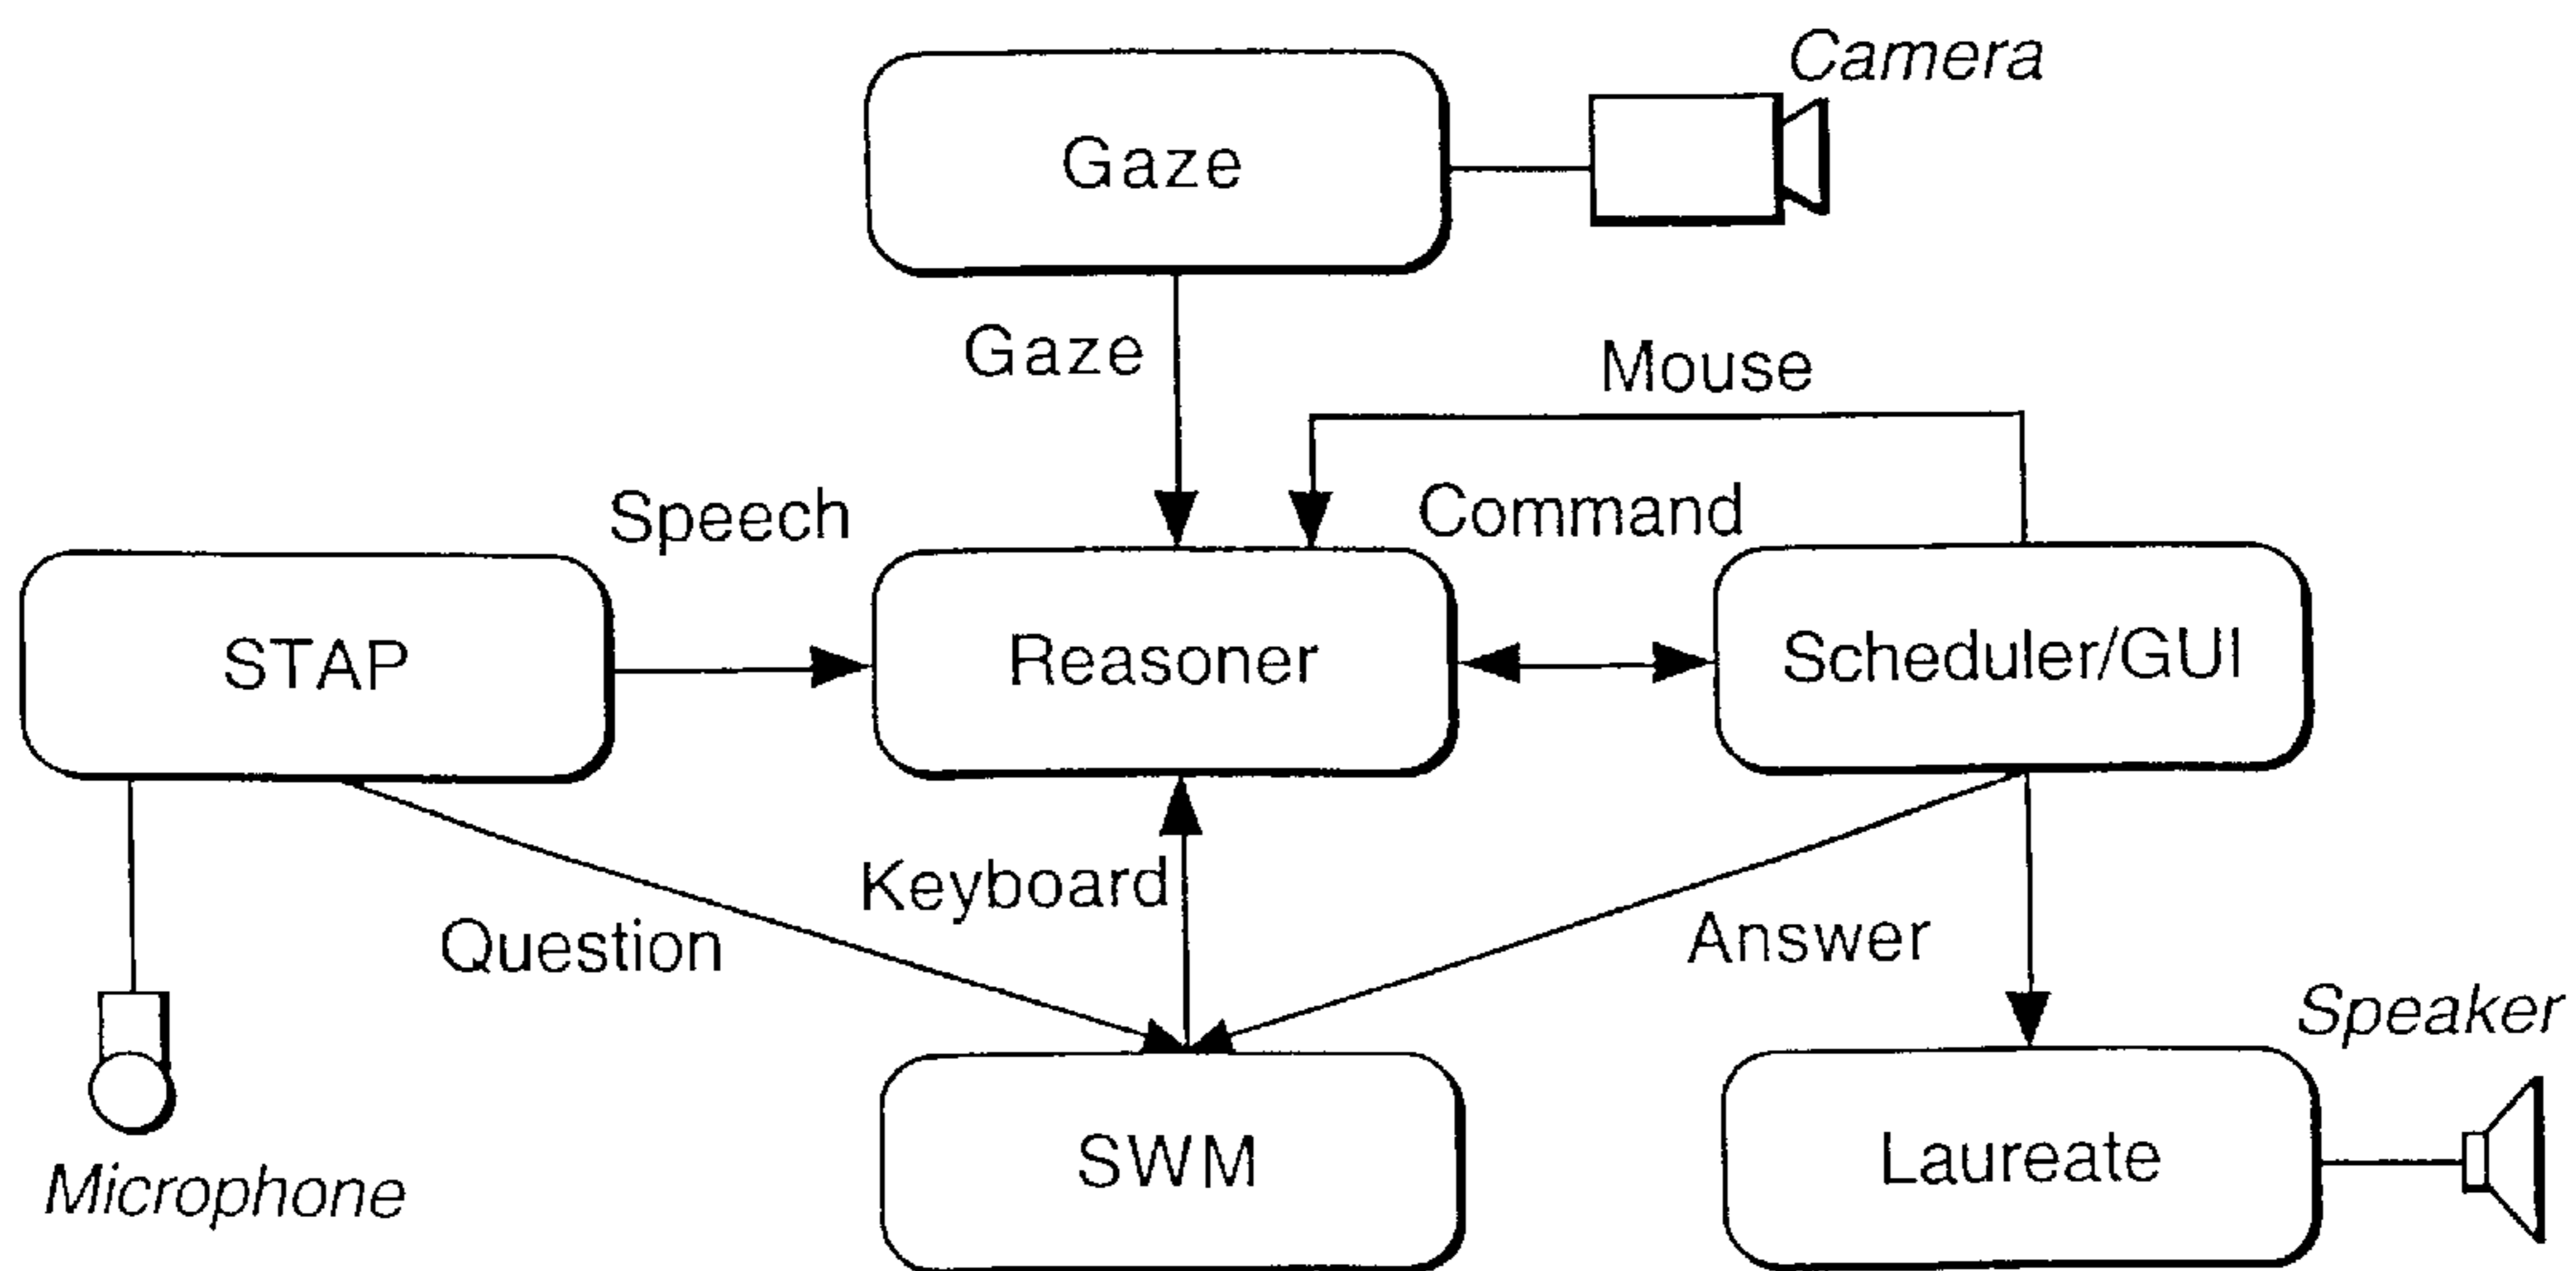 Camera
Gaze
Gaze
Mouse
Speech
Command
STAP
Reasoner
Scheduler/GUI
Keyboard
Question
Answer
Speaker
Microphone
SWM
Laureate